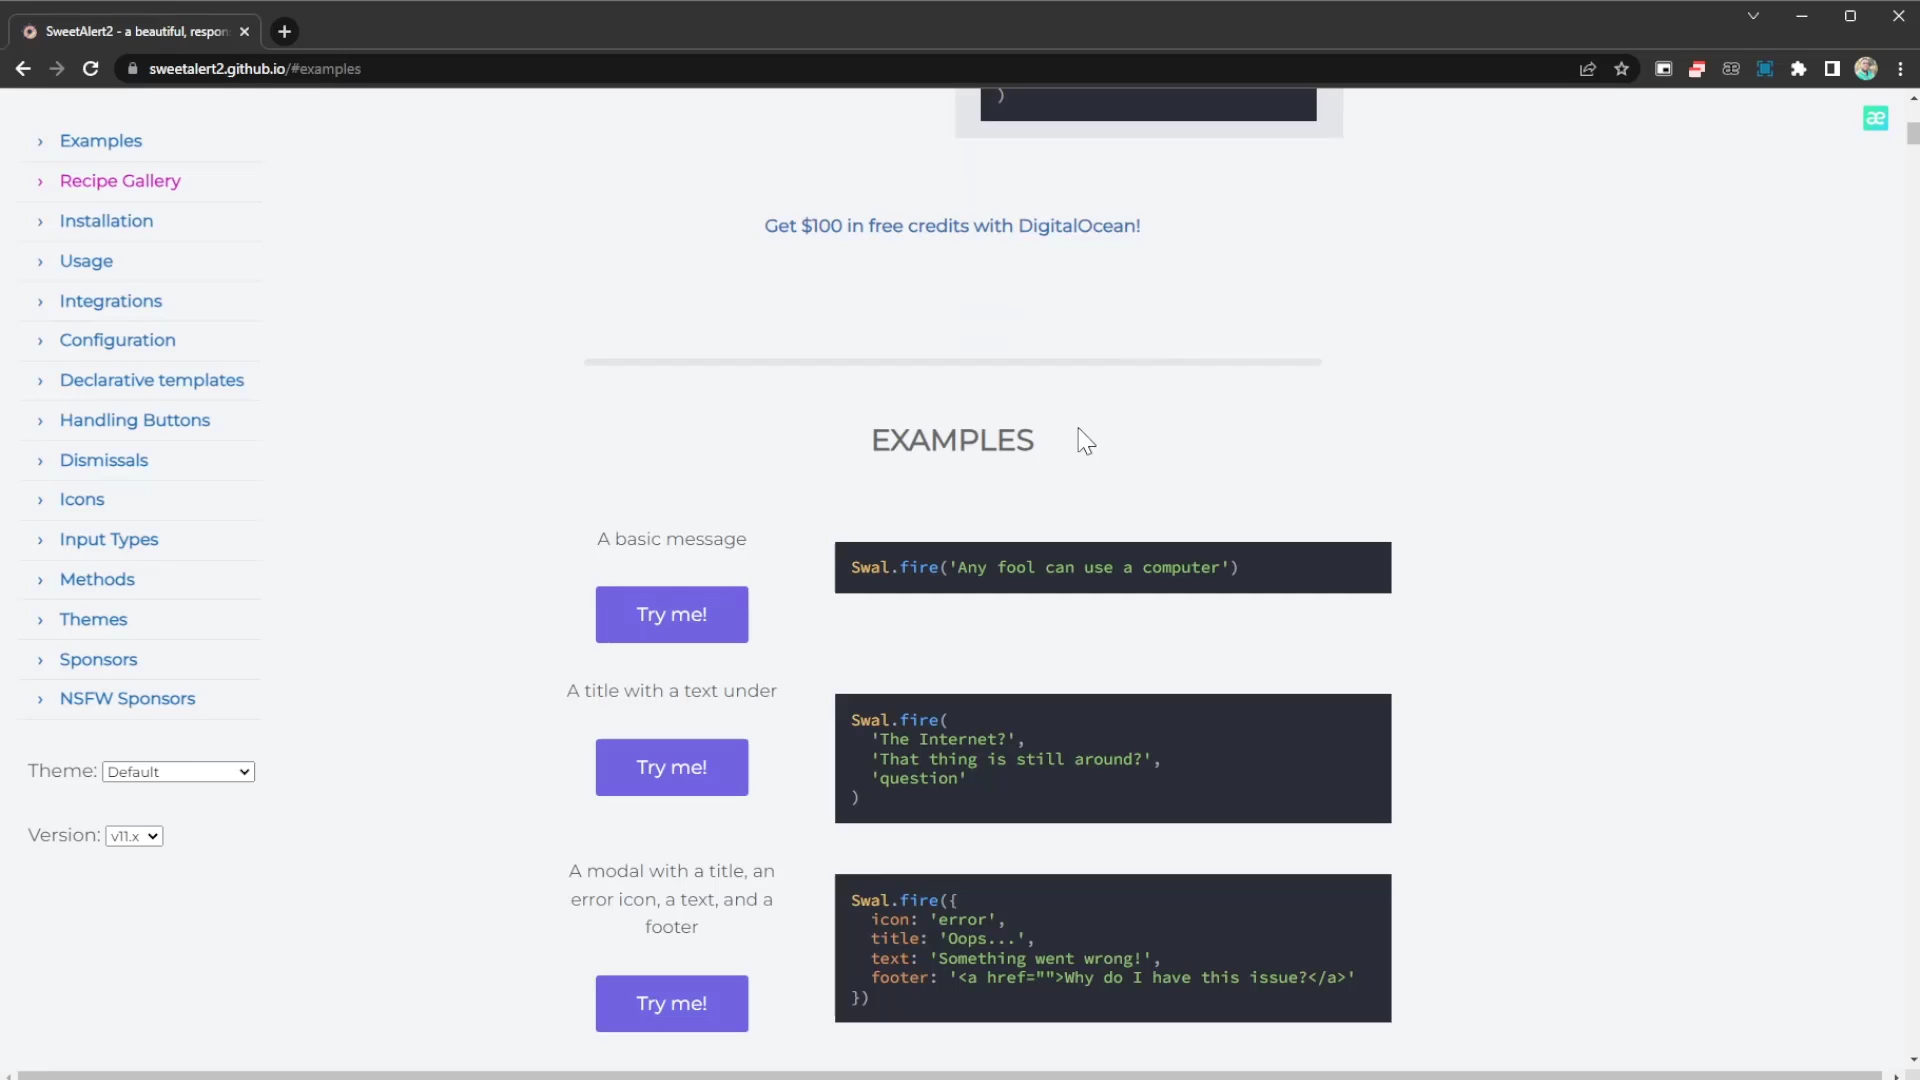 SweetAlert2 - a beautiful, respon
sweetalert2.github.io/#examples
æ
)
› Examples
› Recipe Gallery
› Installation
› Usage
› Integrations
› Configuration
› Declarative templates
› Handling Buttons
› Dismissals
› Icons
› Input Types
› Methods
› Themes
› Sponsors
› NSFW Sponsors
Theme: Default
Version: v11.x
Get $100 in free credits with DigitalOcean!
EXAMPLES
A basic message
Try me!
Swal.fire('Any fool can use a computer')
A title with a text under
Try me!
Swal.fire(
'The Internet?',
'That thing is still around?',
'question'
)
A modal with a title, an
error icon, a text, and a
footer
Try me!
Swal.fire({
icon: 'error',
title: 'Oops...',
text: 'Something went wrong!',
footer: '<a href="">Why do I have this issue?</a>'
})